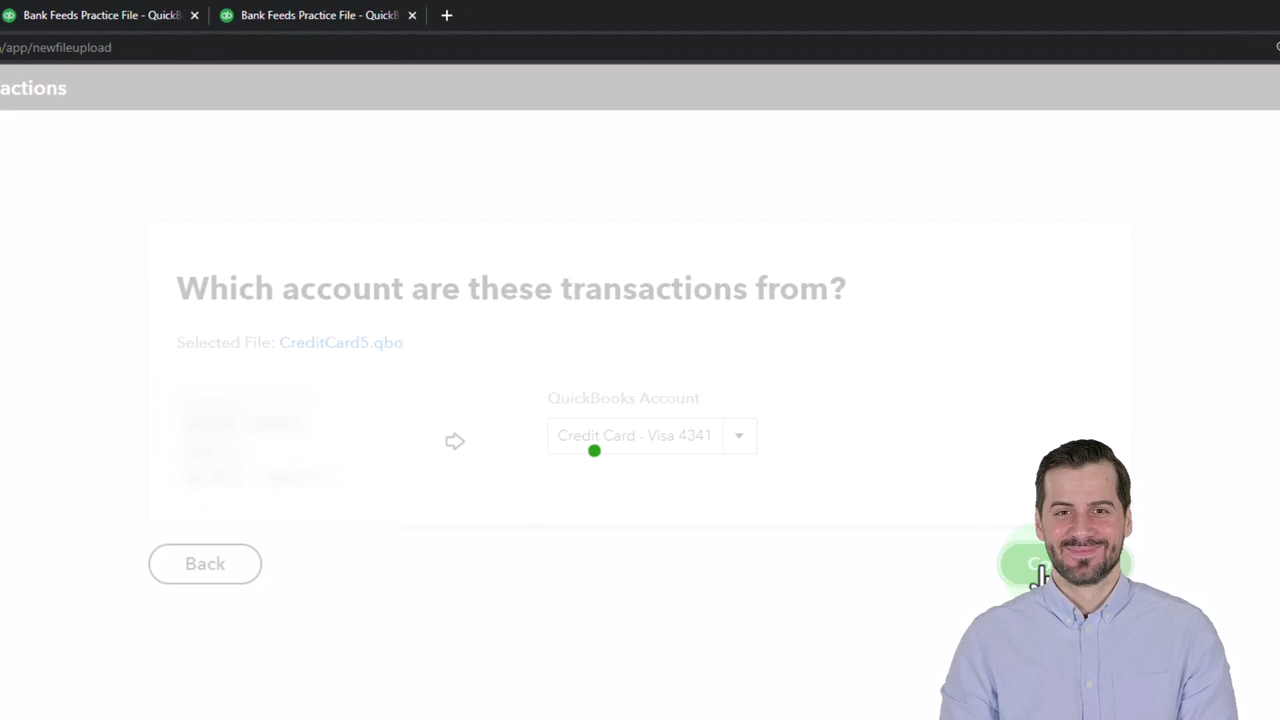 Bank Feeds Practice File - QuickB
Bank Feeds Practice File - QuickB
/app/newfileupload
actions
Which account are these transactions from?
Selected File: CreditCard5.qbo
QuickBooks Account
Credit Card - Visa 4341
Back